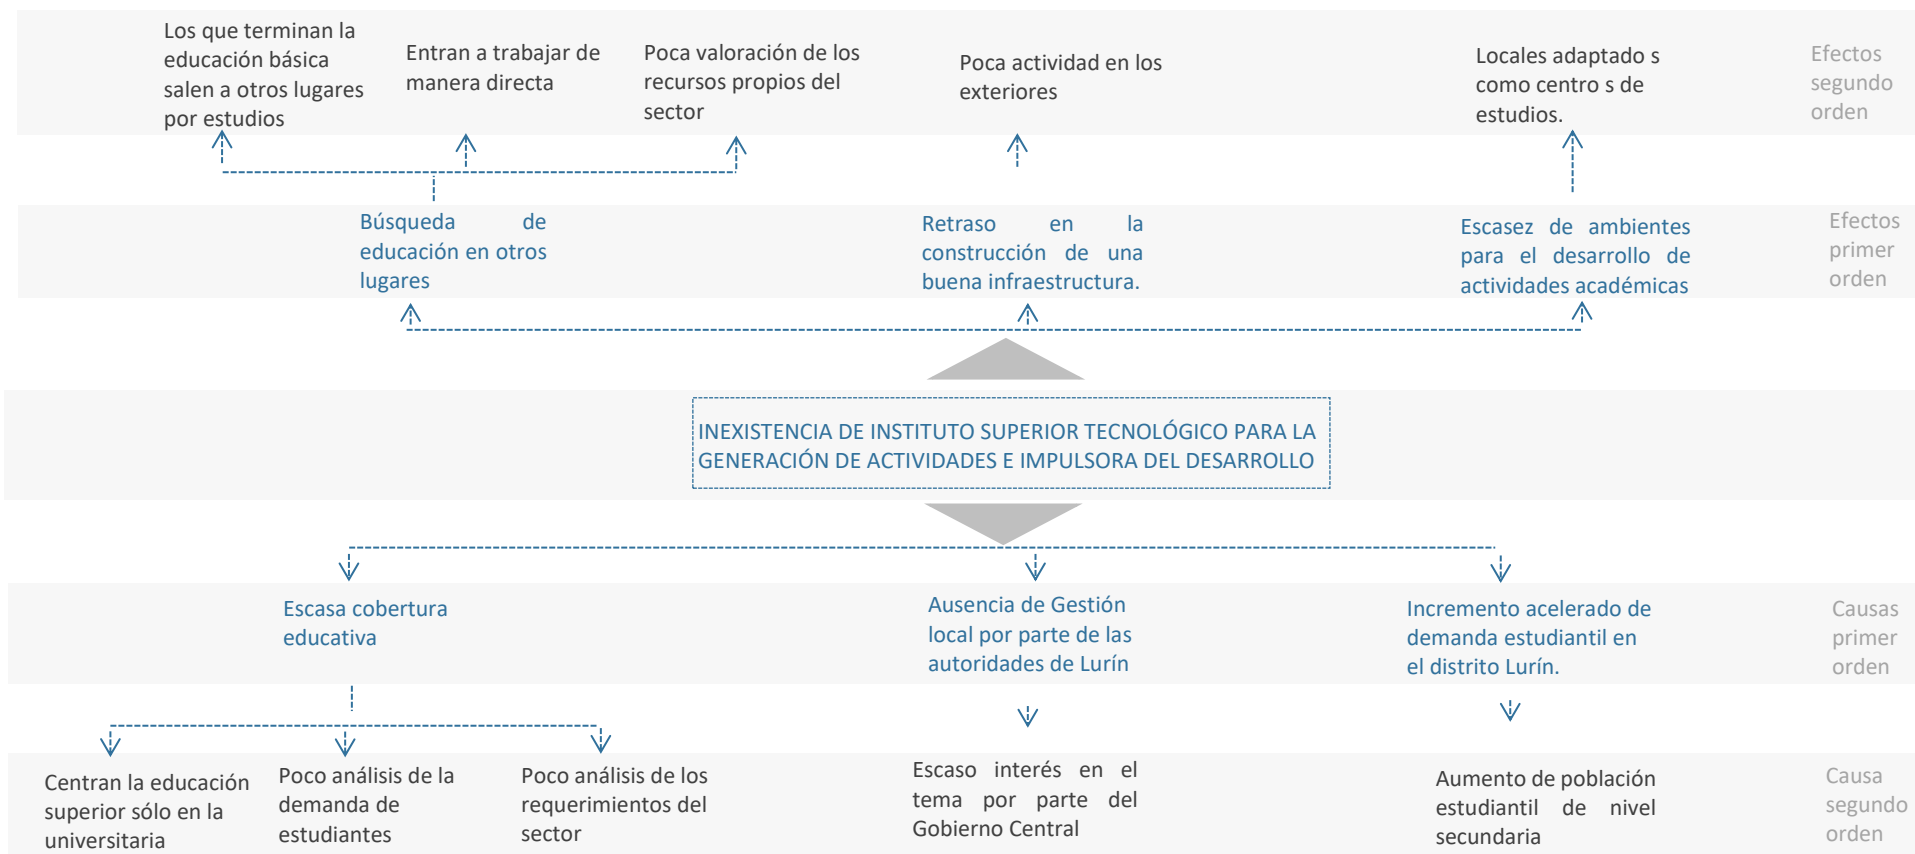 Los que terminan la
educación básica
salen a otros lugares
por estudios
Entran a trabajar de
manera directa
Poca valoración de los
recursos propios del
sector
Poca actividad en los
exteriores
Locales adaptado s
como centro s de
estudios.
Efectos
segundo
orden
Búsqueda de
educación en otros
lugares
Retraso en la
construcción de una
buena infraestructura.
Escasez de ambientes
para el desarrollo de
actividades académicas
Efectos
primer
orden
INEXISTENCIA DE INSTITUTO SUPERIOR TECNOLÓGICO PARA LA
GENERACIÓN DE ACTIVIDADES E IMPULSORA DEL DESARROLLO
Escasa cobertura
educativa
Ausencia de Gestión
local por parte de las
autoridades de Lurín
Incremento acelerado de
demanda estudiantil en
el distrito Lurín.
Causas
primer
orden
Centran la educación
superior sólo en la
universitaria
Poco análisis de la
demanda de
estudiantes
Poco análisis de los
requerimientos del
sector
Escaso interés en el
tema por parte del
Gobierno Central
Aumento de población
estudiantil de nivel
secundaria
Causa
segundo
orden